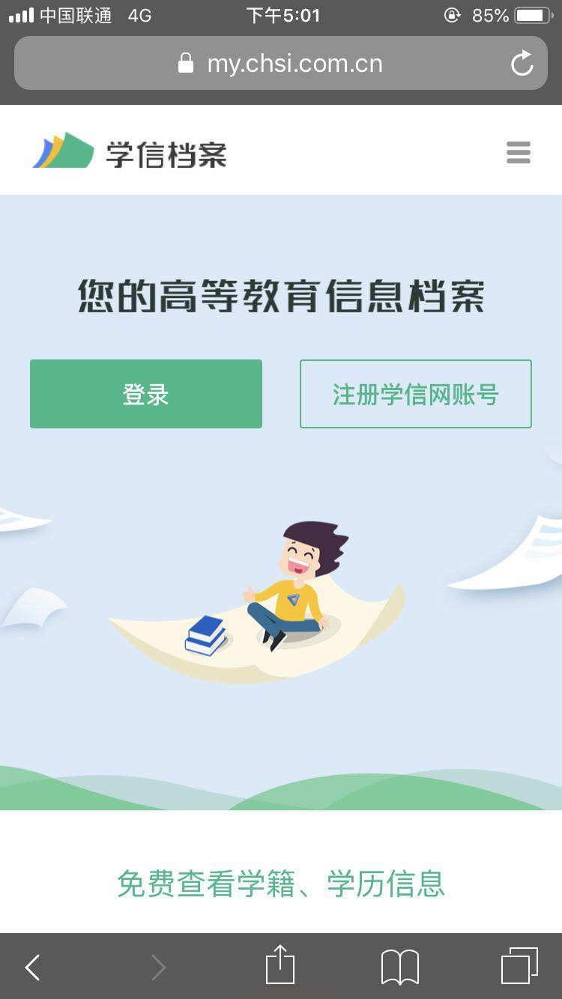 中国联通 4G 下午5:01 85%
my.chsi.com.cn
学信档案
您的高等教育信息档案
登录 注册学信网账号
免费查看学籍、学历信息